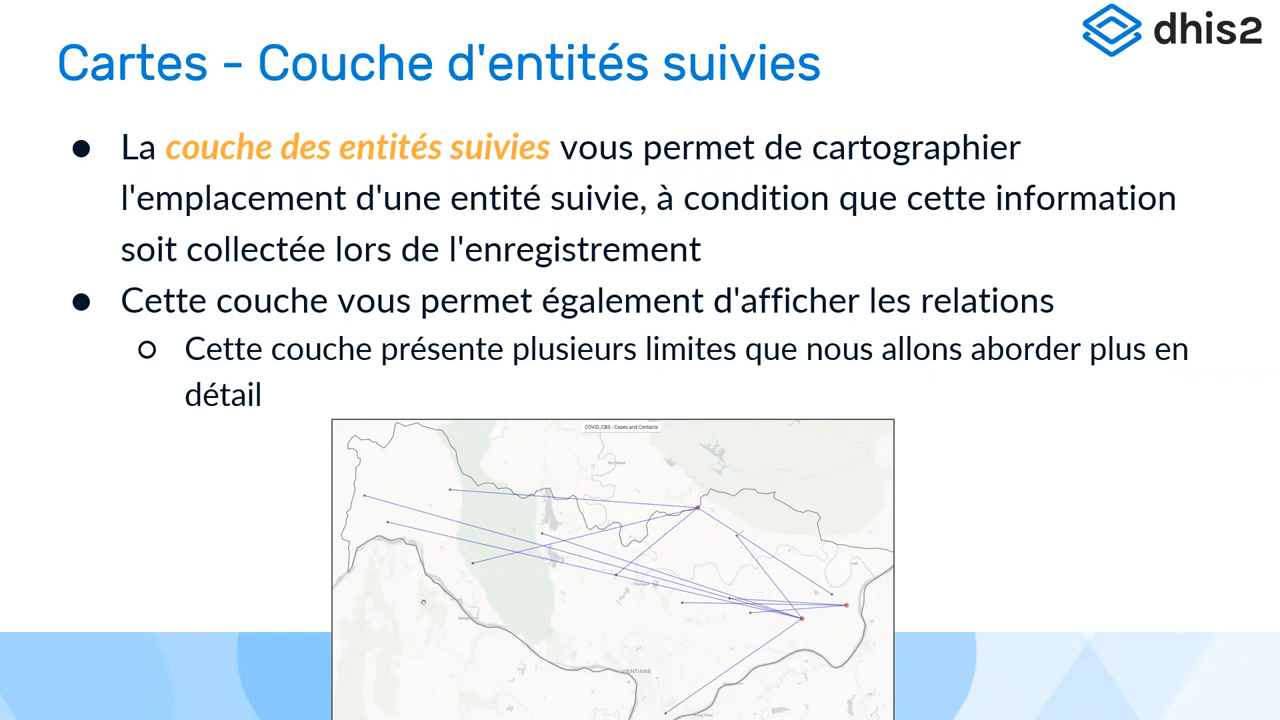 dhis2
Cartes - Couche d'entités suivies
● La couche des entités suivies vous permet de cartographier
l'emplacement d'une entité suivie, à condition que cette information
soit collectée lors de l'enregistrement
● Cette couche vous permet également d'afficher les relations
○ Cette couche présente plusieurs limites que nous allons aborder plus en
détail
COVID_CBS - Cases and Contacts
VIENTIANE